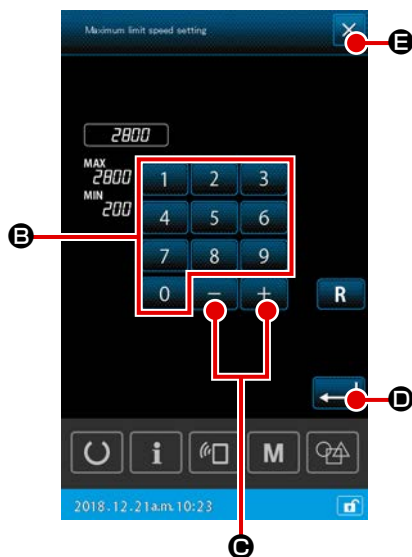 Maximum limit speed setting
E
2800
MAX
2800
MIN
200
1 2 3
B
4 5 6
7 8 9
0 − + R
D
i M
2018.12.21a.m.10:23
C